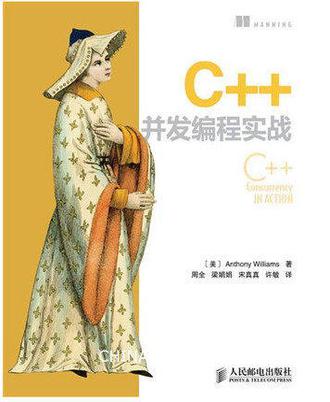 MANNING
C++
并发编程实战
C++
Concurrency
IN ACTION
[美] Anthony Williams 著
周全 梁娟娟 宋真真 许敏 译
CHINA
人民邮电出版社
POSTS & TELECOM PRESS